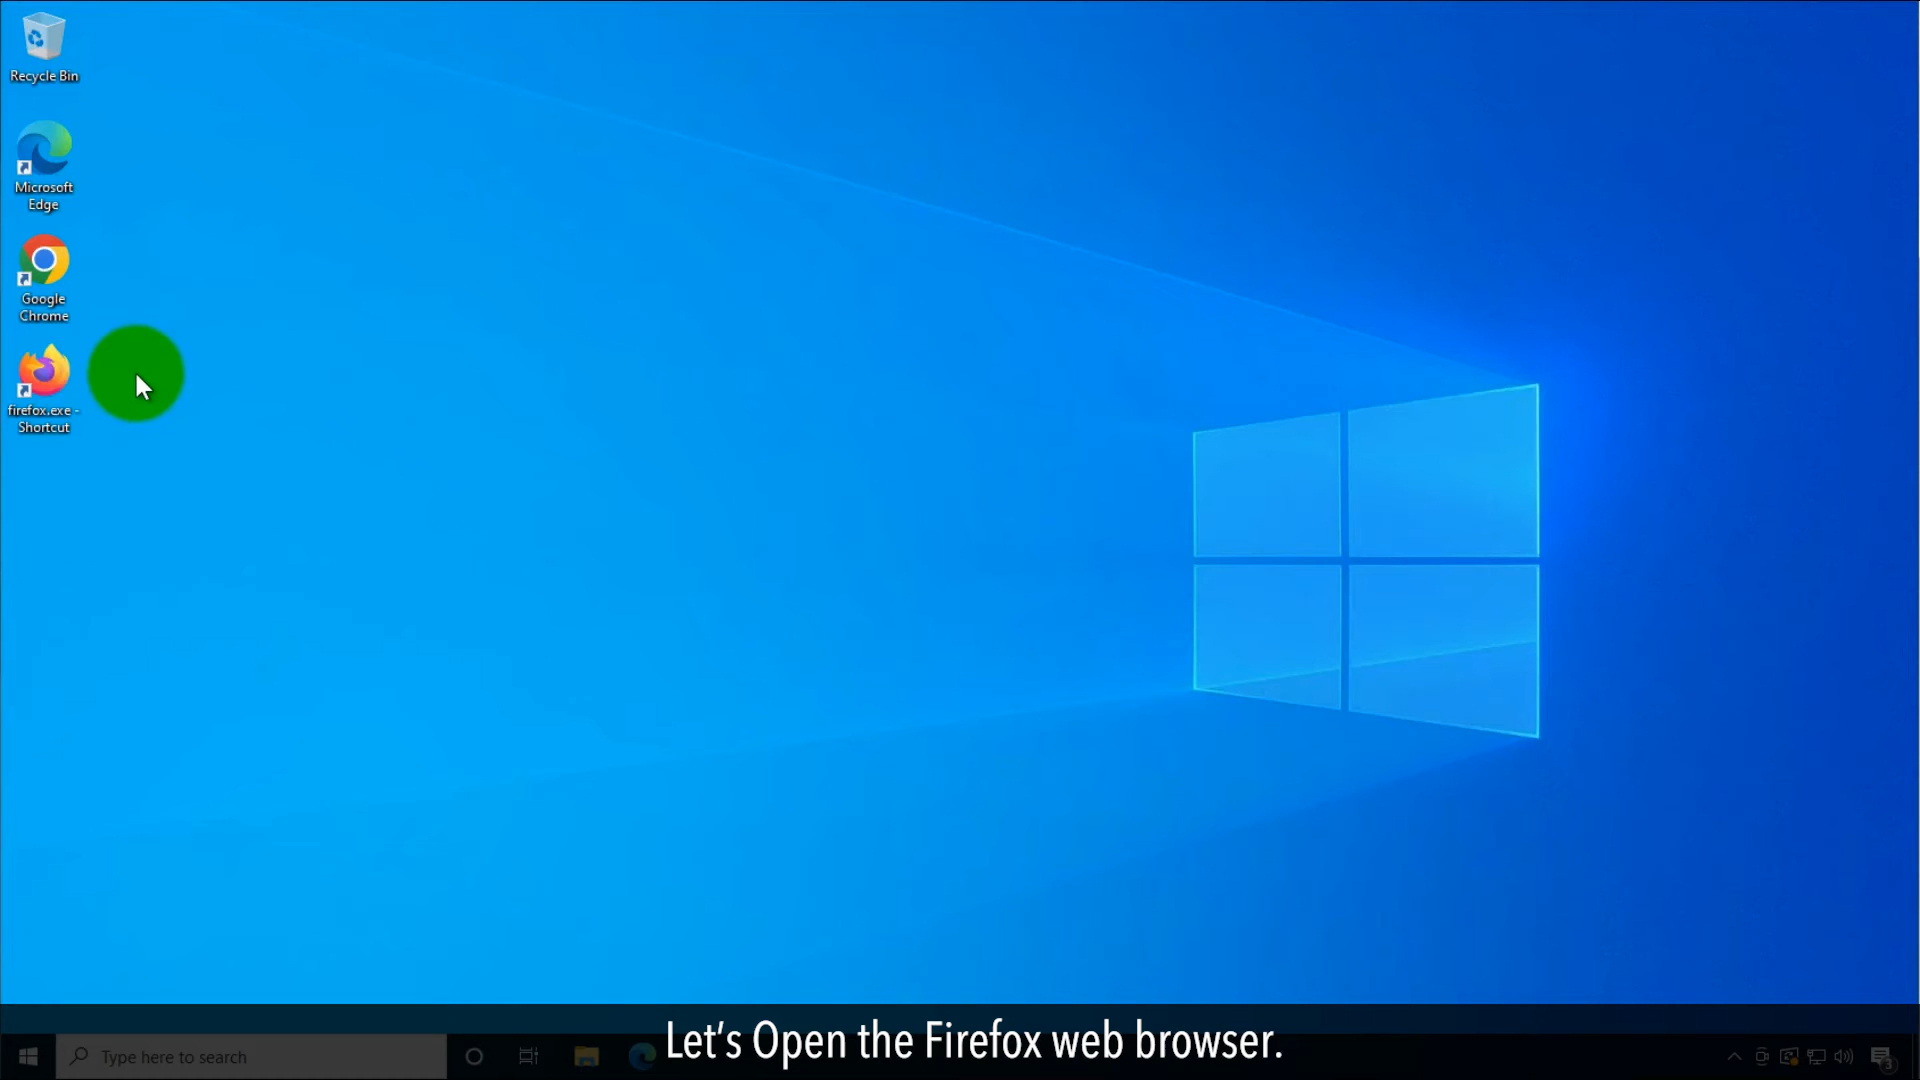 Recycle Bin
Microsoft
Edge
Google
Chrome
firefox.exe -
Shortcut
Let's Open the Firefox web browser.
Type here to search
3